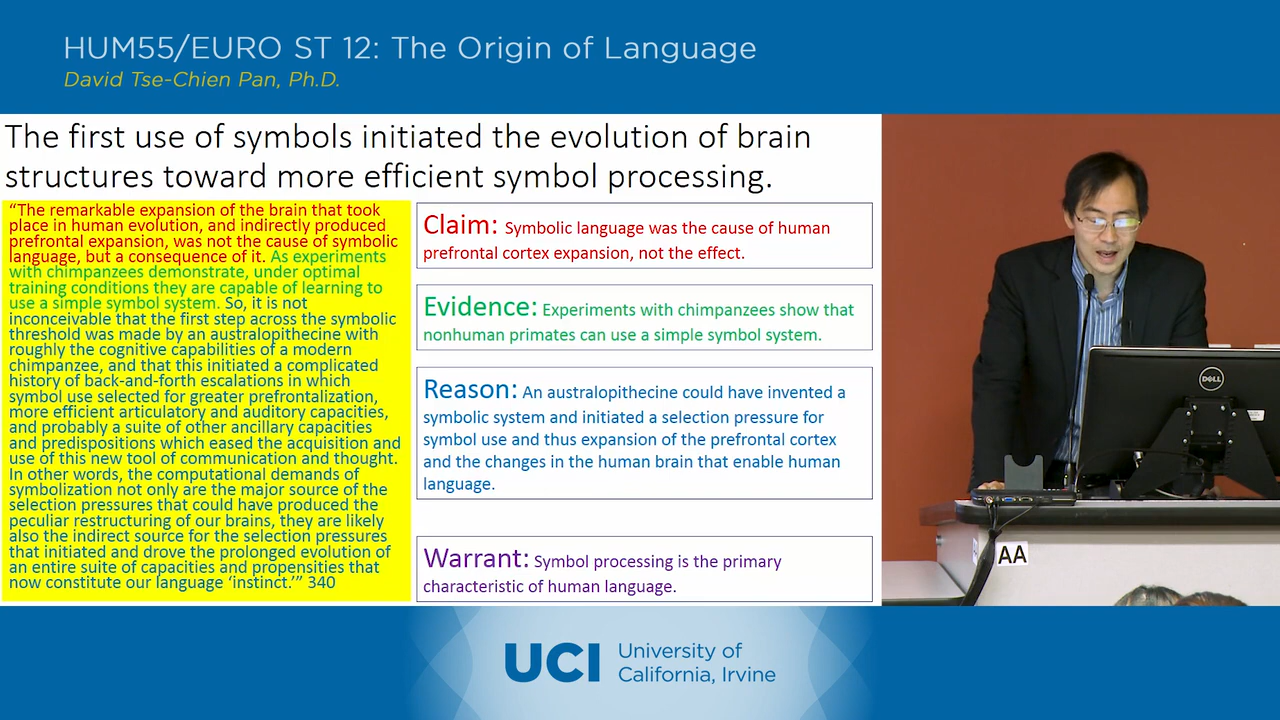 HUM55/EURO ST 12: The Origin of Language
David Tse-Chien Pan, Ph.D.
The first use of symbols initiated the evolution of brain
structures toward more efficient symbol processing.
“The remarkable expansion of the brain that took
place in human evolution, and indirectly produced
prefrontal expansion, was not the cause of symbolic
language, but a consequence of it. As experiments
with chimpanzees demonstrate, under optimal
training conditions they are capable of learning to
use a simple symbol system. So, it is not
inconceivable that the first step across the symbolic
threshold was made by an australopithecine with
roughly the cognitive capabilities of a modern
chimpanzee, and that this initiated a complicated
history of back-and-forth escalations in which
symbol use selected for greater prefrontalization,
more efficient articulatory and auditory capacities,
and probably a suite of other ancillary capacities
and predispositions which eased the acquisition and
use of this new tool of communication and thought.
In other words, the computational demands of
symbolization not only are the major source of the
selection pressures that could have produced the
peculiar restructuring of our brains, they are likely
also the indirect source for the selection pressures
that initiated and drove the prolonged evolution of
an entire suite of capacities and propensities that
now constitute our language ‘instinct.’” 340
Claim: Symbolic language was the cause of human
prefrontal cortex expansion, not the effect.
Evidence: Experiments with chimpanzees show that
nonhuman primates can use a simple symbol system.
Reason: An australopithecine could have invented a
symbolic system and initiated a selection pressure for
symbol use and thus expansion of the prefrontal cortex
and the changes in the human brain that enable human
language.
Warrant: Symbol processing is the primary
characteristic of human language.
DELL
AA
UCI
University of
California, Irvine